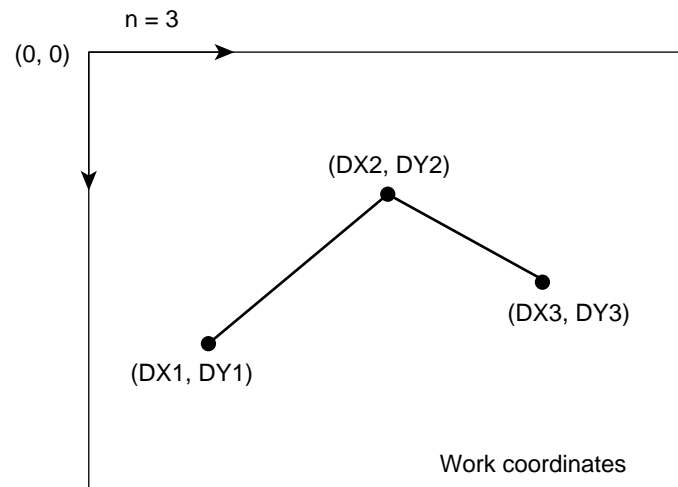 n = 3
(0, 0)
(DX2, DY2)
(DX3, DY3)
(DX1, DY1)
Work coordinates